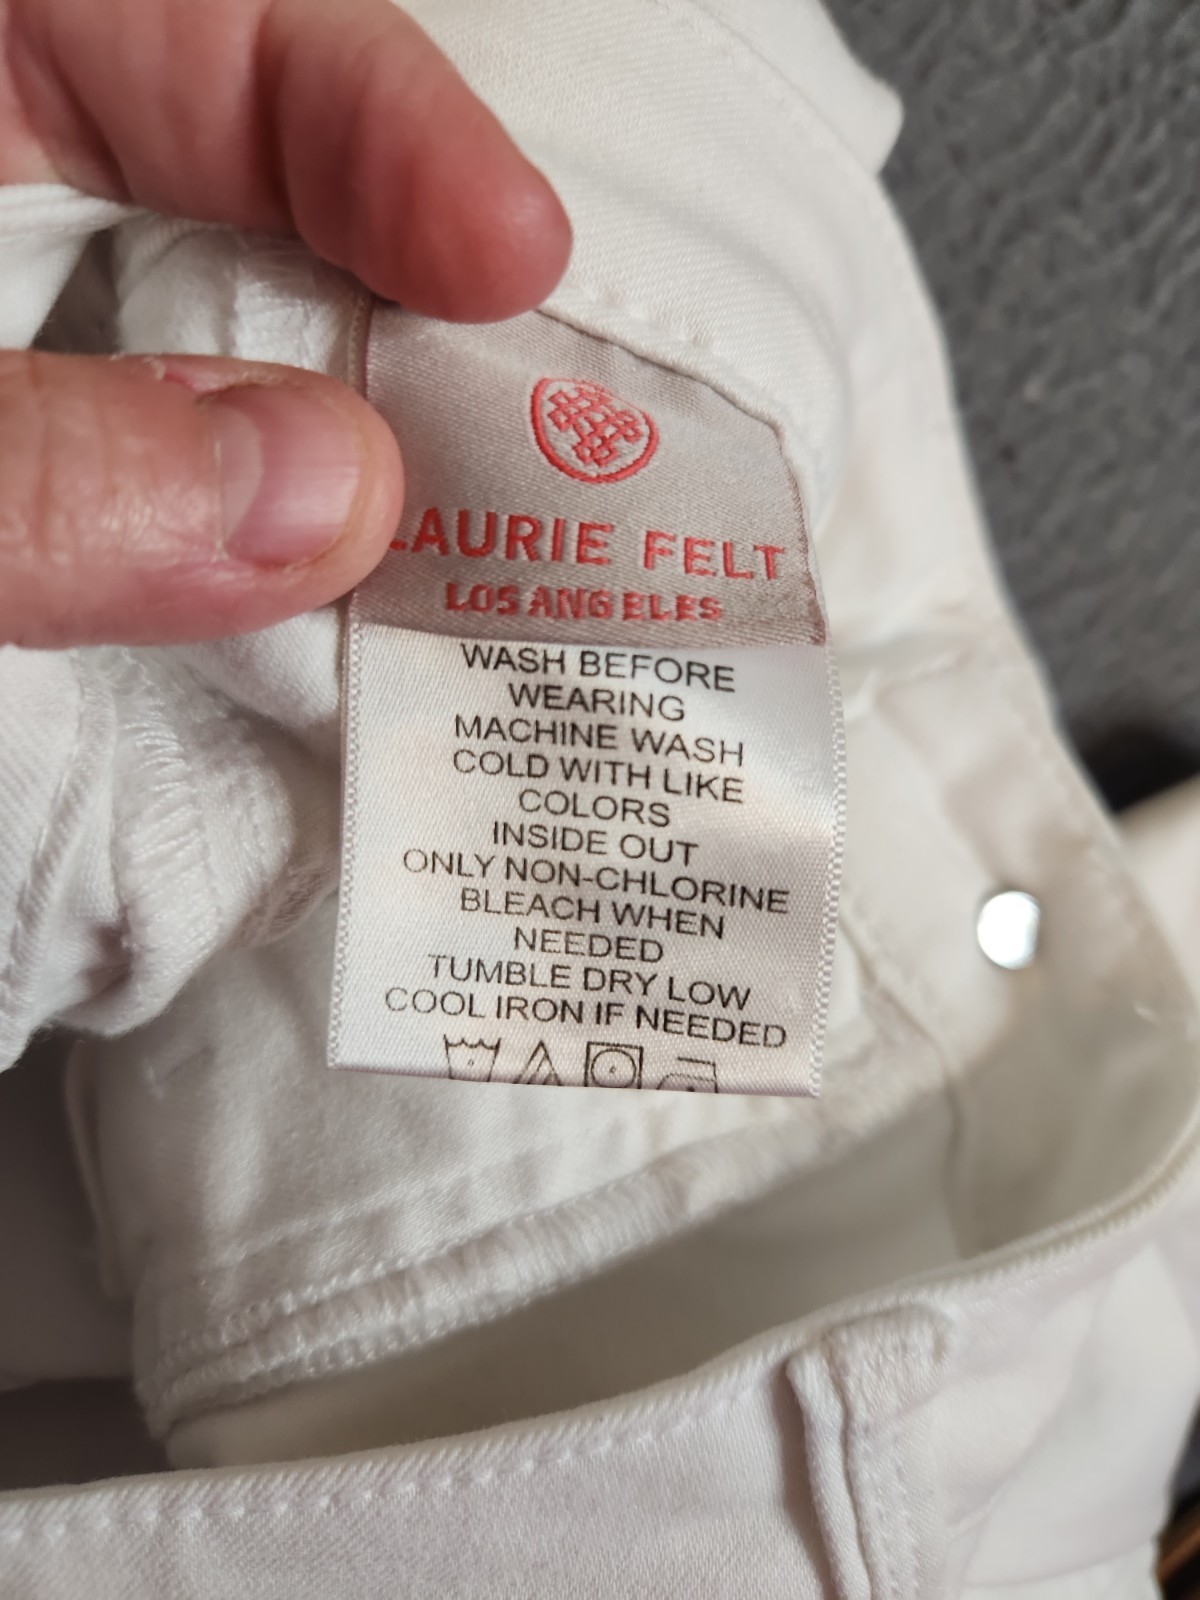 LAURIE FELT
LOS ANGELES
WASH BEFORE
WEARING
MACHINE WASH
COLD WITH LIKE
COLORS
INSIDE OUT
ONLY NON-CHLORINE
BLEACH WHEN
NEEDED
TUMBLE DRY LOW
COOL IRON IF NEEDED